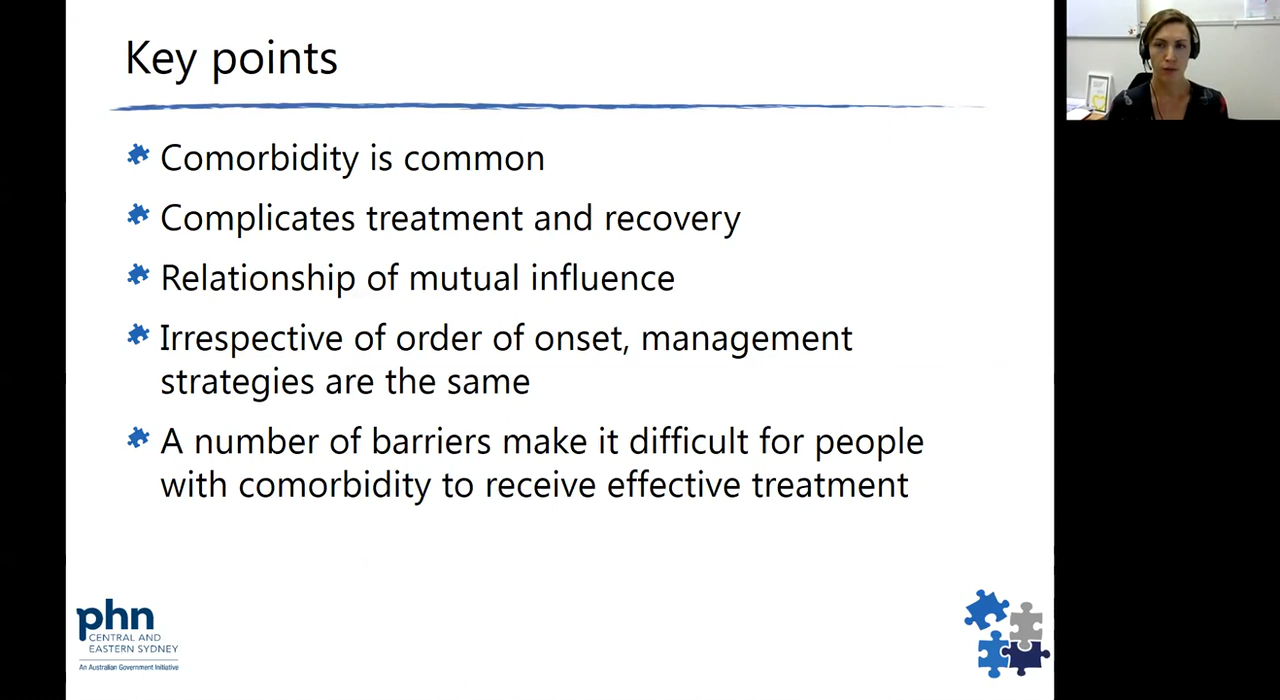 Key points
Comorbidity is common
Complicates treatment and recovery
Relationship of mutual influence
Irrespective of order of onset, management
strategies are the same
A number of barriers make it difficult for people
with comorbidity to receive effective treatment
phn
CENTRAL AND
EASTERN SYDNEY
An Australian Government Initiative